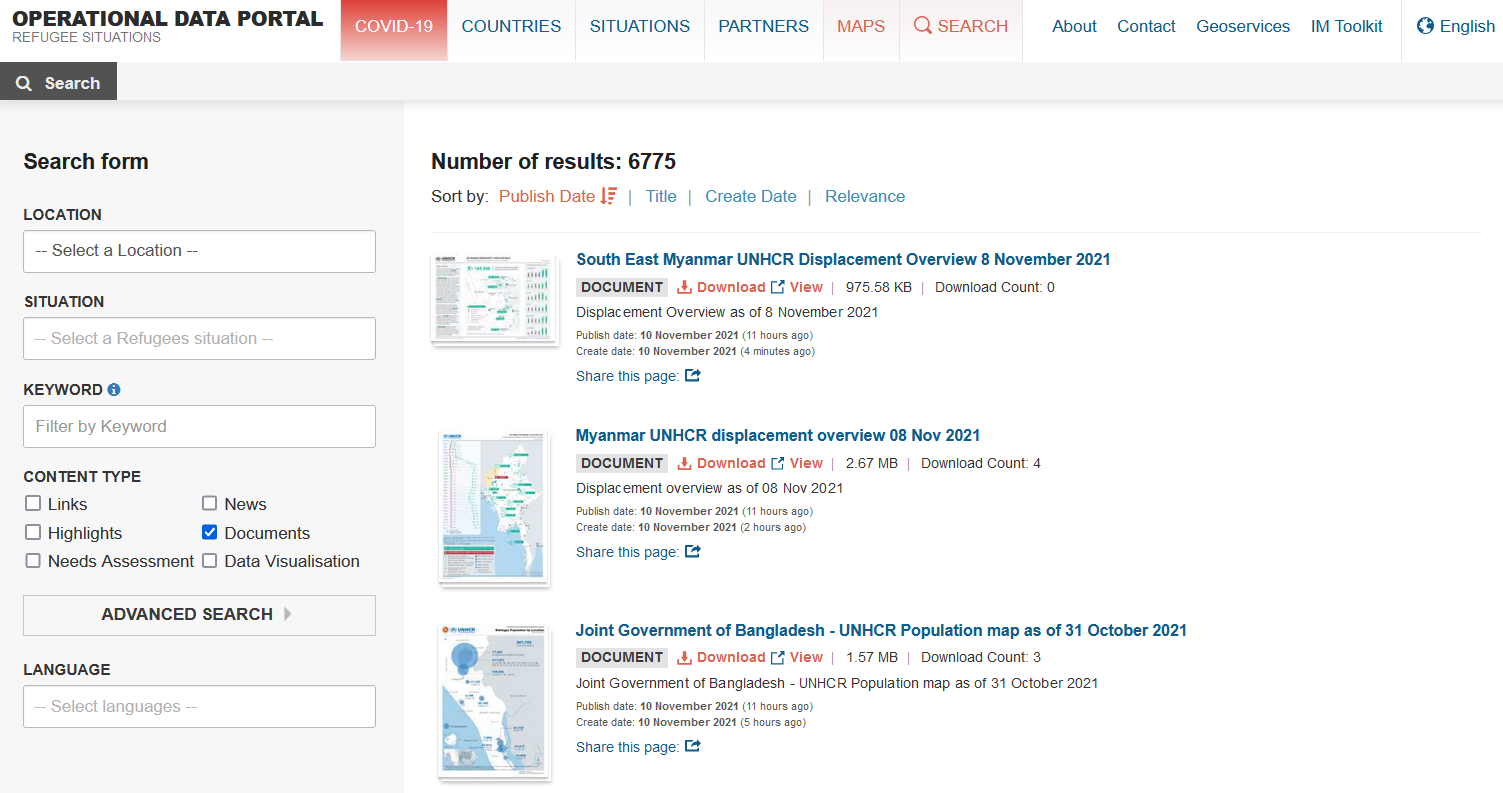 OPERATIONAL DATA PORTAL
REFUGEE SITUATIONS
COVID-19 COUNTRIES SITUATIONS PARTNERS MAPS SEARCH About Contact Geoservices IM Toolkit English
Search
Search form
LOCATION
-- Select a Location --
SITUATION
-- Select a Refugees situation --
KEYWORD
Filter by Keyword
CONTENT TYPE
Links News
Highlights Documents
Needs Assessment Data Visualisation
ADVANCED SEARCH
LANGUAGE
-- Select languages --
Number of results: 6775
Sort by: Publish Date | Title | Create Date | Relevance
South East Myanmar UNHCR Displacement Overview 8 November 2021
DOCUMENT Download View | 975.58 KB | Download Count: 0
Displacement Overview as of 8 November 2021
Publish date: 10 November 2021 (11 hours ago)
Create date: 10 November 2021 (4 minutes ago)
Share this page:
Myanmar UNHCR displacement overview 08 Nov 2021
DOCUMENT Download View | 2.67 MB | Download Count: 4
Displacement overview as of 08 Nov 2021
Publish date: 10 November 2021 (11 hours ago)
Create date: 10 November 2021 (2 hours ago)
Share this page:
UNHCR
Joint Government of Bangladesh - UNHCR Population map as of 31 October 2021
DOCUMENT Download View | 1.57 MB | Download Count: 3
Joint Government of Bangladesh - UNHCR Population map as of 31 October 2021
Publish date: 10 November 2021 (11 hours ago)
Create date: 10 November 2021 (5 hours ago)
Share this page:
UNHCR